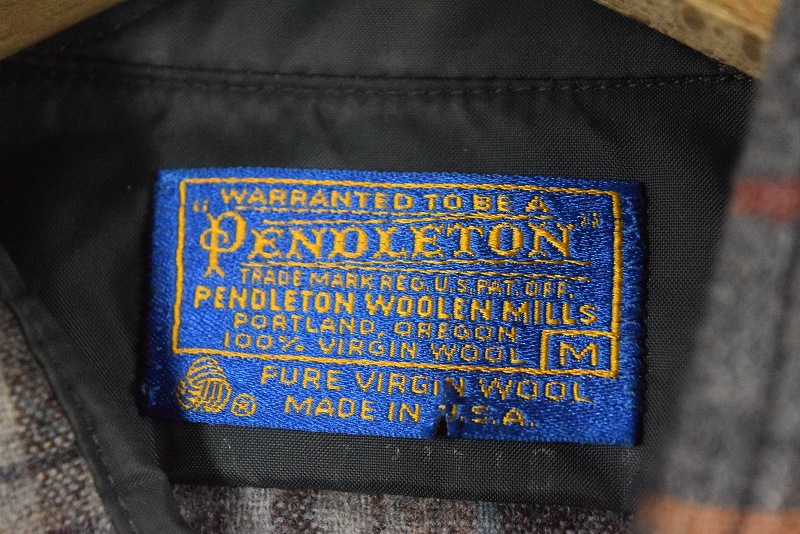 WARRANTED TO BE A
"PENDLETON"
TRADE MARK REG. U.S. PAT. OFF.
PENDLETON WOOLEN MILLS
PORTLAND, OREGON
100% VIRGIN WOOL M
PURE VIRGIN WOOL
® MADE IN U.S.A.